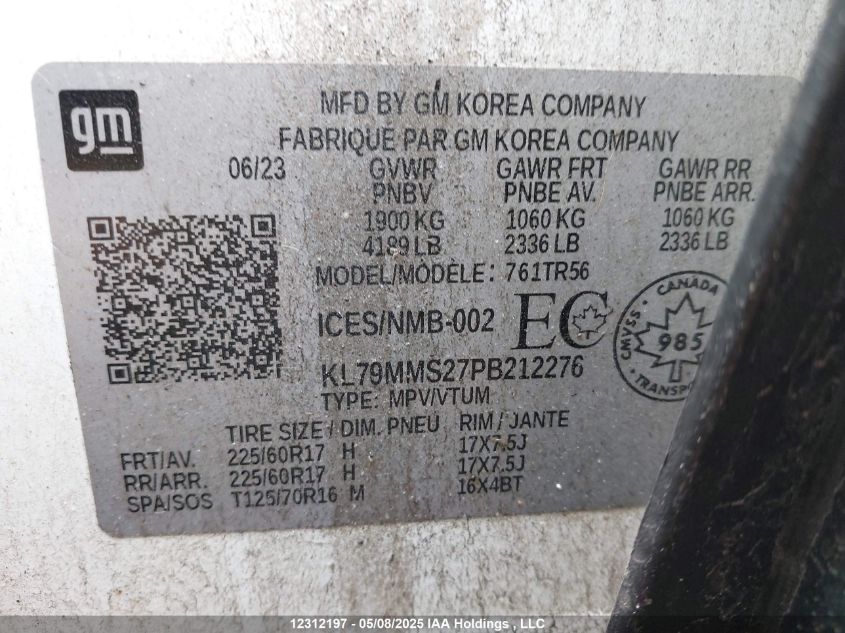 gm
MFD BY GM KOREA COMPANY
FABRIQUE PAR GM KOREA COMPANY
06/23 GVWR GAWR FRT GAWR RR
PNBV PNBE AV. PNBE ARR.
1900 KG 1060 KG 1060 KG
4189 LB 2336 LB 2336 LB
MODEL/MODÈLE: 761TR56
ICES/NMB-002 EC
CANADA
CMVSS 985
TRANSP
KL79MMS27PB212276
TYPE: MPV/VTUM
TIRE SIZE / DIM. PNEU RIM / JANTE
FRT/AV. 225/60R17 H 17X7.5J
RR/ARR. 225/60R17 H 17X7.5J
SPA/SOS T125/70R16 M 16X4BT
12312197 - 05/08/2025 IAA Holdings , LLC